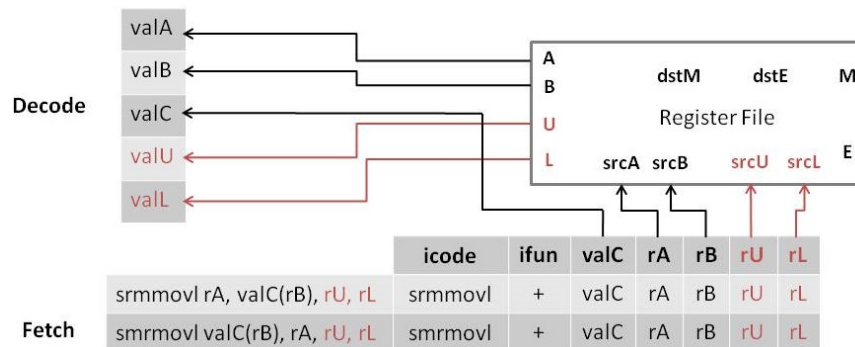 valA
valB
Decode
valC
valU
valL
A
B
U
L
dstM dstE M
Register File
E
srcA srcB srcU srcL
icode ifun valC rA rB rU rL
srmmovl rA, valC(rB), rU, rL srmmovl + valC rA rB rU rL
Fetch
smrmovl valC(rB), rA, rU, rL smrmovl + valC rA rB rU rL